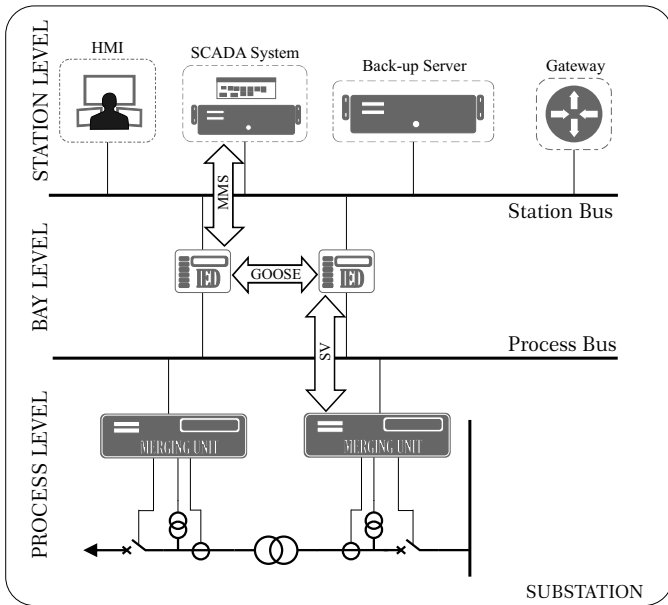 STATION LEVEL
HMI
SCADA System
Back-up Server
Gateway
MMS
Station Bus
BAY LEVEL
IED
GOOSE
IED
SV
Process Bus
PROCESS LEVEL
MERGING UNIT
MERGING UNIT
SUBSTATION